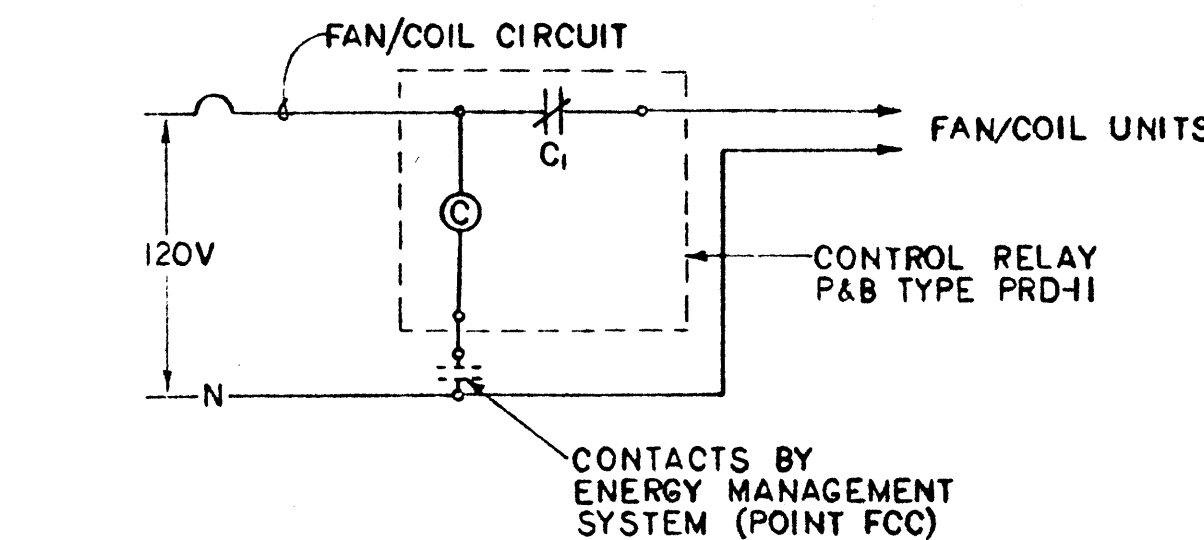 FAN/COIL CIRCUIT
FAN/COIL UNITS
C1
C
120V
CONTROL RELAY
P&B TYPE PRD-11
N
CONTACTS BY
ENERGY MANAGEMENT
SYSTEM (POINT FCC)